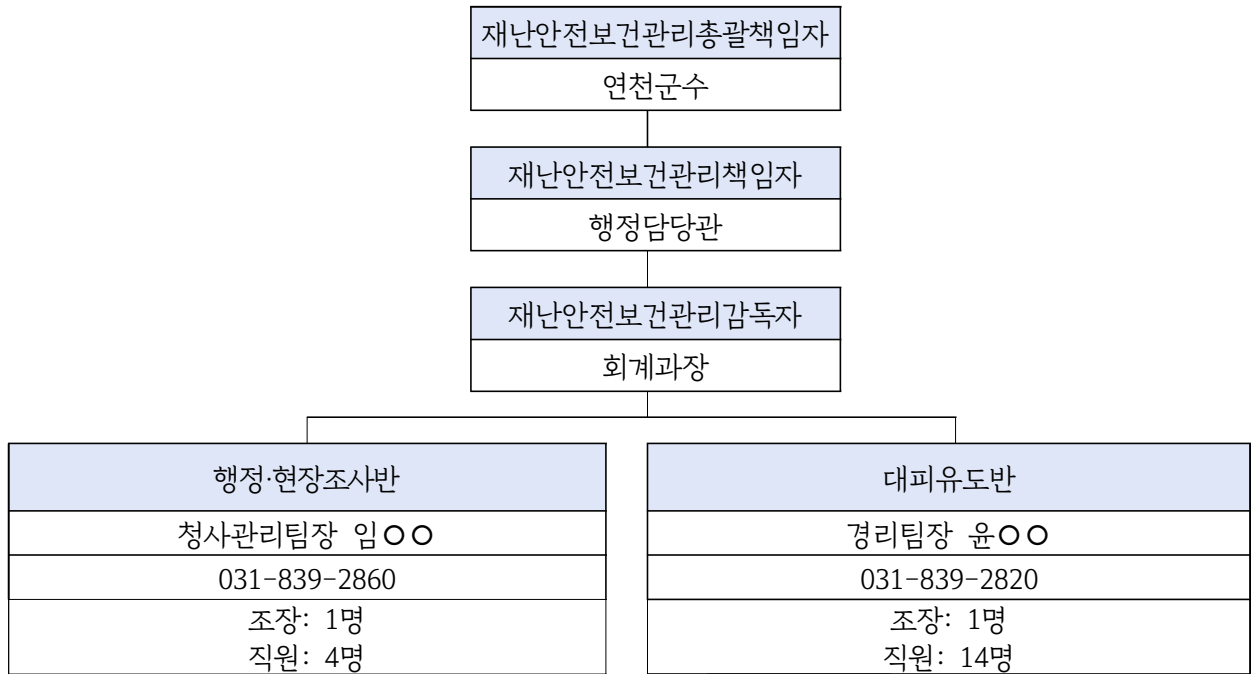 재난안전보건관리총괄책임자
연천군수
재난안전보건관리책임자
행정담당관
재난안전보건관리감독자
회계과장
행정·현장조사반
청사관리팀장 임○○
031-839-2860
조장: 1명
직원: 4명
대피유도반
경리팀장 윤○○
031-839-2820
조장: 1명
직원: 14명